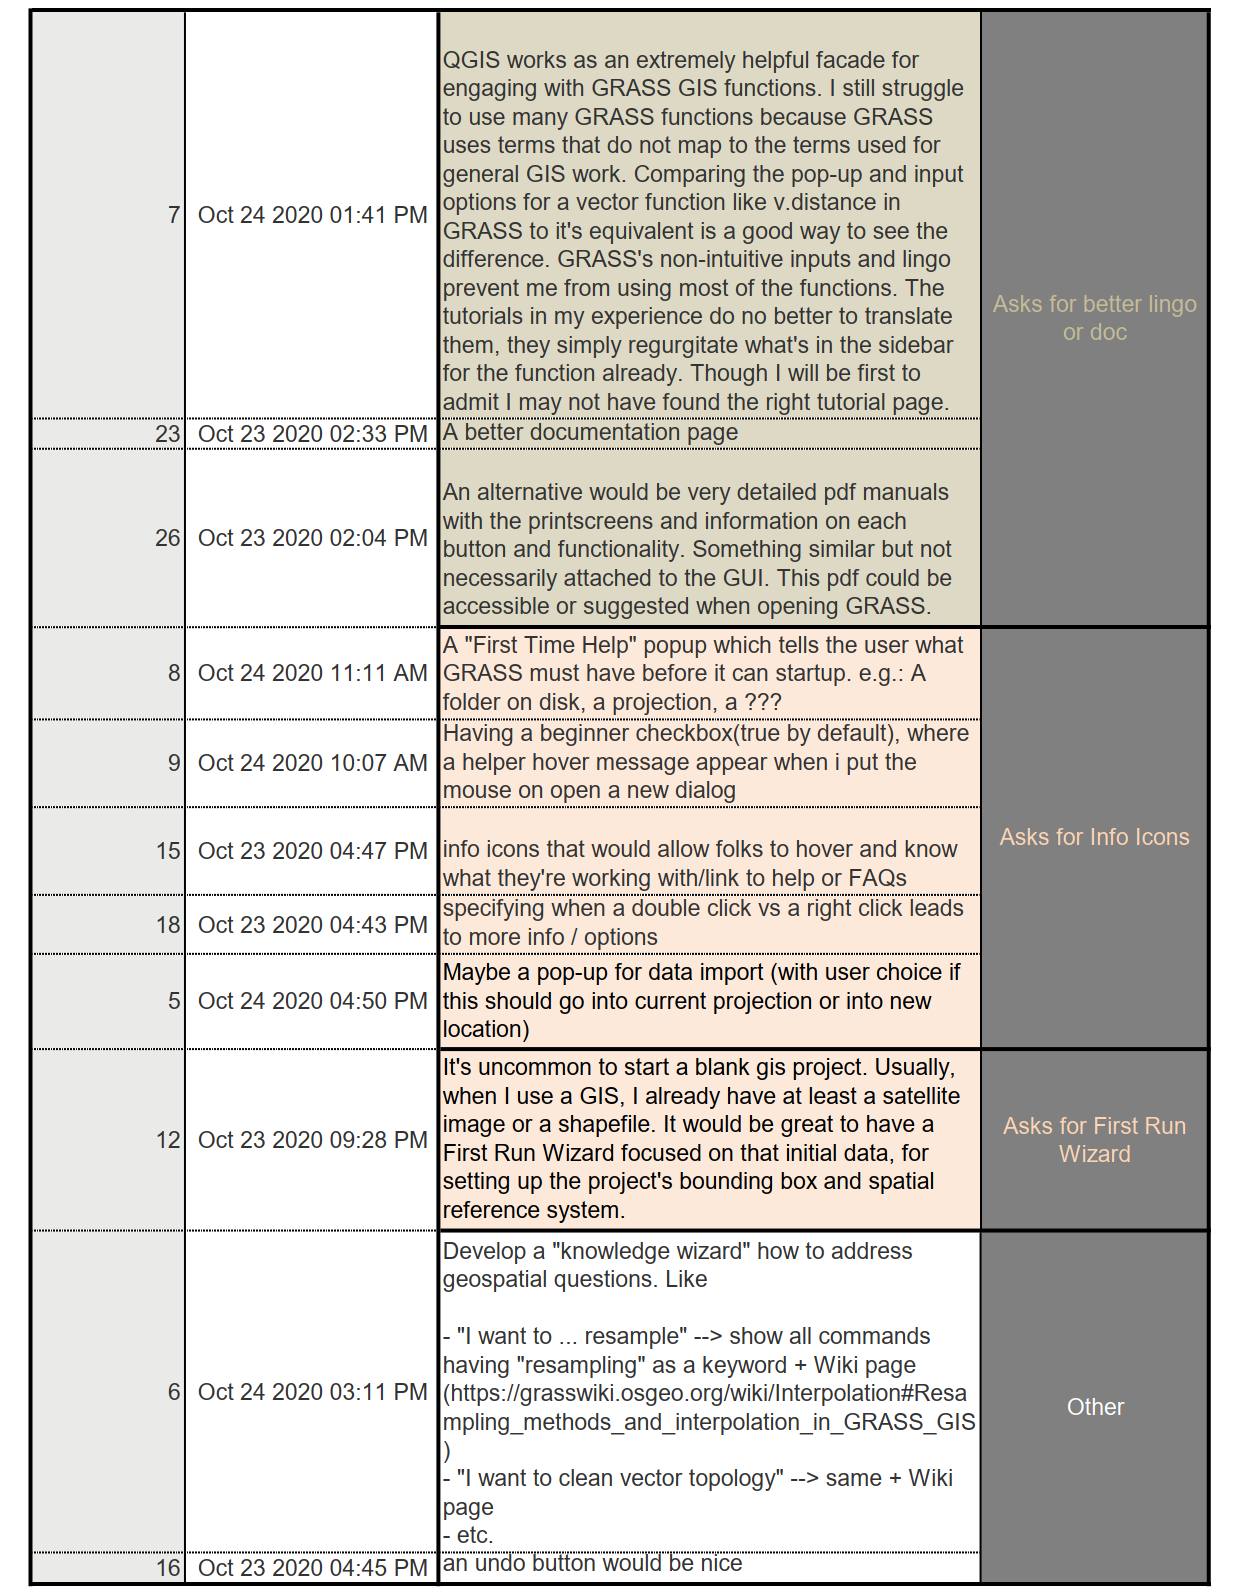 QGIS works as an extremely helpful facade for
engaging with GRASS GIS functions. I still struggle
to use many GRASS functions because GRASS
uses terms that do not map to the terms used for
general GIS work. Comparing the pop-up and input
options for a vector function like v.distance in
GRASS to it's equivalent is a good way to see the
difference. GRASS's non-intuitive inputs and lingo
prevent me from using most of the functions. The
tutorials in my experience do no better to translate
them, they simply regurgitate what's in the sidebar
for the function already. Though I will be first to
admit I may not have found the right tutorial page.
7
Oct 24 2020 01:41 PM
23
Oct 23 2020 02:33 PM
A better documentation page
26
Oct 23 2020 02:04 PM
An alternative would be very detailed pdf manuals
with the printscreens and information on each
button and functionality. Something similar but not
necessarily attached to the GUI. This pdf could be
accessible or suggested when opening GRASS.
Asks for better lingo
or doc
8
Oct 24 2020 11:11 AM
A "First Time Help" popup which tells the user what
GRASS must have before it can startup. e.g.: A
folder on disk, a projection, a ???
9
Oct 24 2020 10:07 AM
Having a beginner checkbox(true by default), where
a helper hover message appear when i put the
mouse on open a new dialog
15
Oct 23 2020 04:47 PM
info icons that would allow folks to hover and know
what they're working with/link to help or FAQs
18
Oct 23 2020 04:43 PM
specifying when a double click vs a right click leads
to more info / options
5
Oct 24 2020 04:50 PM
Maybe a pop-up for data import (with user choice if
this should go into current projection or into new
location)
Asks for Info Icons
12
Oct 23 2020 09:28 PM
It's uncommon to start a blank gis project. Usually,
when I use a GIS, I already have at least a satellite
image or a shapefile. It would be great to have a
First Run Wizard focused on that initial data, for
setting up the project's bounding box and spatial
reference system.
Asks for First Run
Wizard
6
Oct 24 2020 03:11 PM
Develop a "knowledge wizard" how to address
geospatial questions. Like
- "I want to ... resample" --> show all commands
having "resampling" as a keyword + Wiki page
(https://grasswiki.osgeo.org/wiki/Interpolation#Resa
mpling_methods_and_interpolation_in_GRASS_GIS
)
- "I want to clean vector topology" --> same + Wiki
page
- etc.
16
Oct 23 2020 04:45 PM
an undo button would be nice
Other